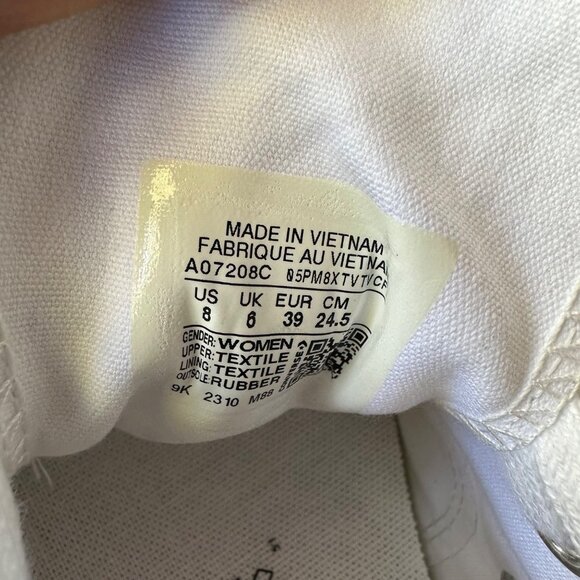 MADE IN VIETNAM
FABRIQUE AU VIETNAM
A07208C 05PM8XTVTVCF
US UK EUR CM
8 6 39 24.5
GENDER: WOMEN
UPPER: TEXTILE
LINING: TEXTILE
OUTSOLE: RUBBER
9K 2310